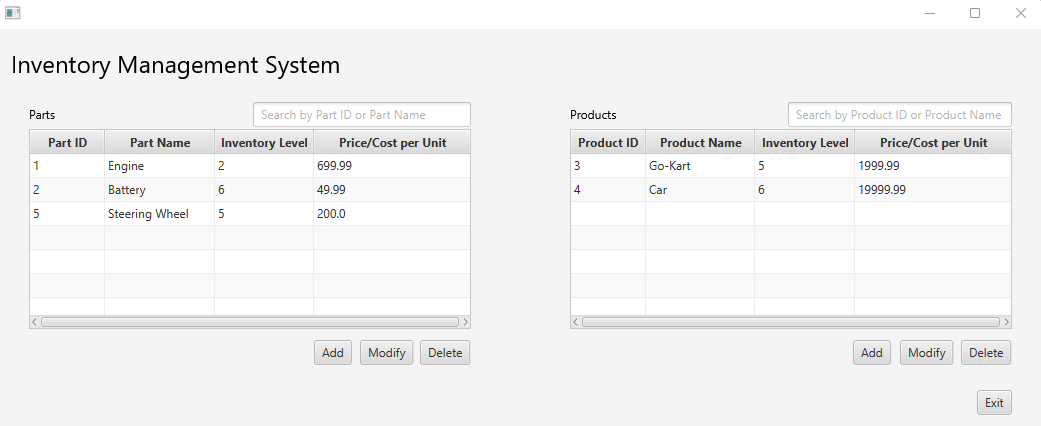 Inventory Management System
Parts Search by Part ID or Part Name
Part ID Part Name Inventory Level Price/Cost per Unit
1 Engine 2 699.99
2 Battery 6 49.99
5 Steering Wheel 5 200.0
Add Modify Delete
Products Search by Product ID or Product Name
Product ID Product Name Inventory Level Price/Cost per Unit
3 Go-Kart 5 1999.99
4 Car 6 19999.99
Add Modify Delete
Exit